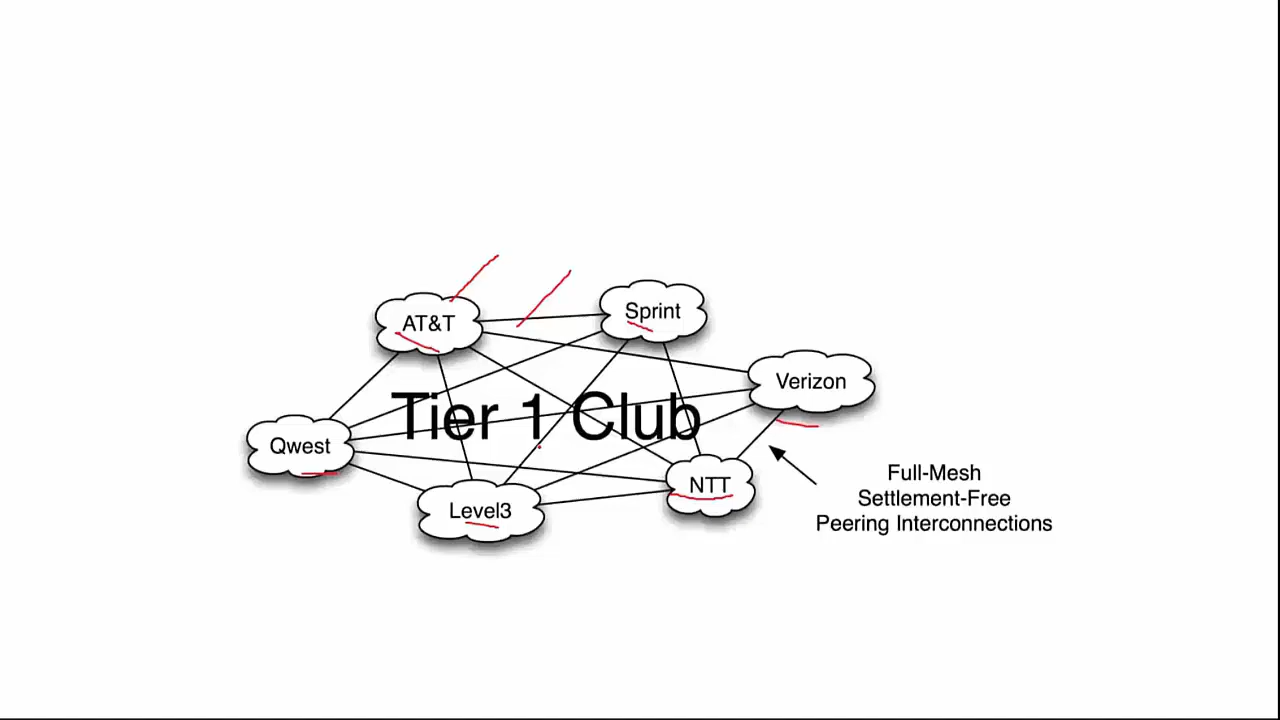 AT&T
Sprint
Verizon
Tier 1 Club
Qwest
NTT
Level3
Full-Mesh
Settlement-Free
Peering Interconnections